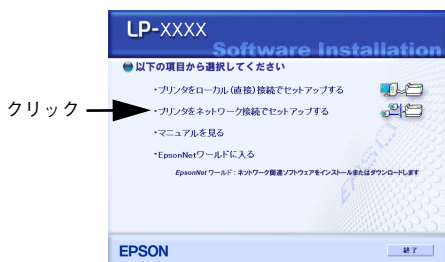 LP-XXXX
Software Installation
以下の項目から選択してください
・プリンタをローカル(直接)接続でセットアップする
クリック
・プリンタをネットワーク接続でセットアップする
・マニュアルを見る
・EpsonNetワールドに入る
EpsonNet ワールド：ネットワーク関連ソフトウェアをインストールまたはダウンロードします
EPSON
EPSON
終了